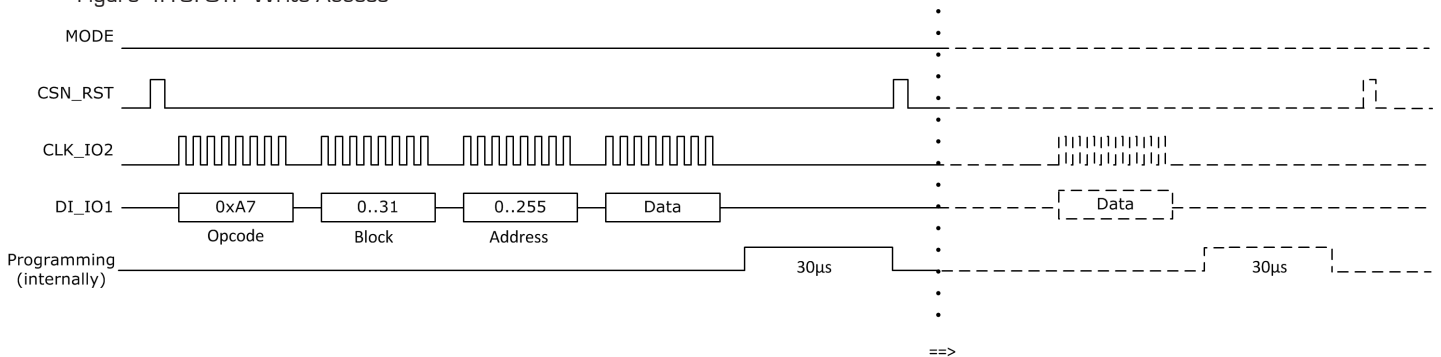 MODE
CSN_RST
CLK_IO2
DI_IO1 0xA7 0..31 0..255 Data Data
Opcode Block Address
Programming
(internally)
30µs 30µs
==>